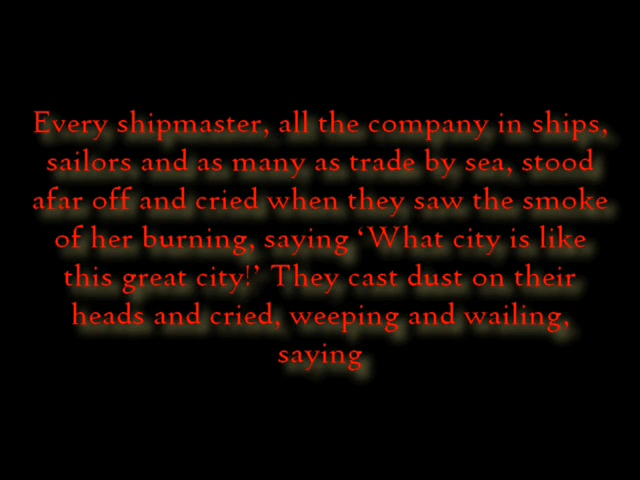 Every shipmaster, all the company in ships,
sailors and as many as trade by sea, stood
afar off and cried when they saw the smoke
of her burning, saying ‘What city is like
this great city!’ They cast dust on their
heads and cried, weeping and wailing,
saying